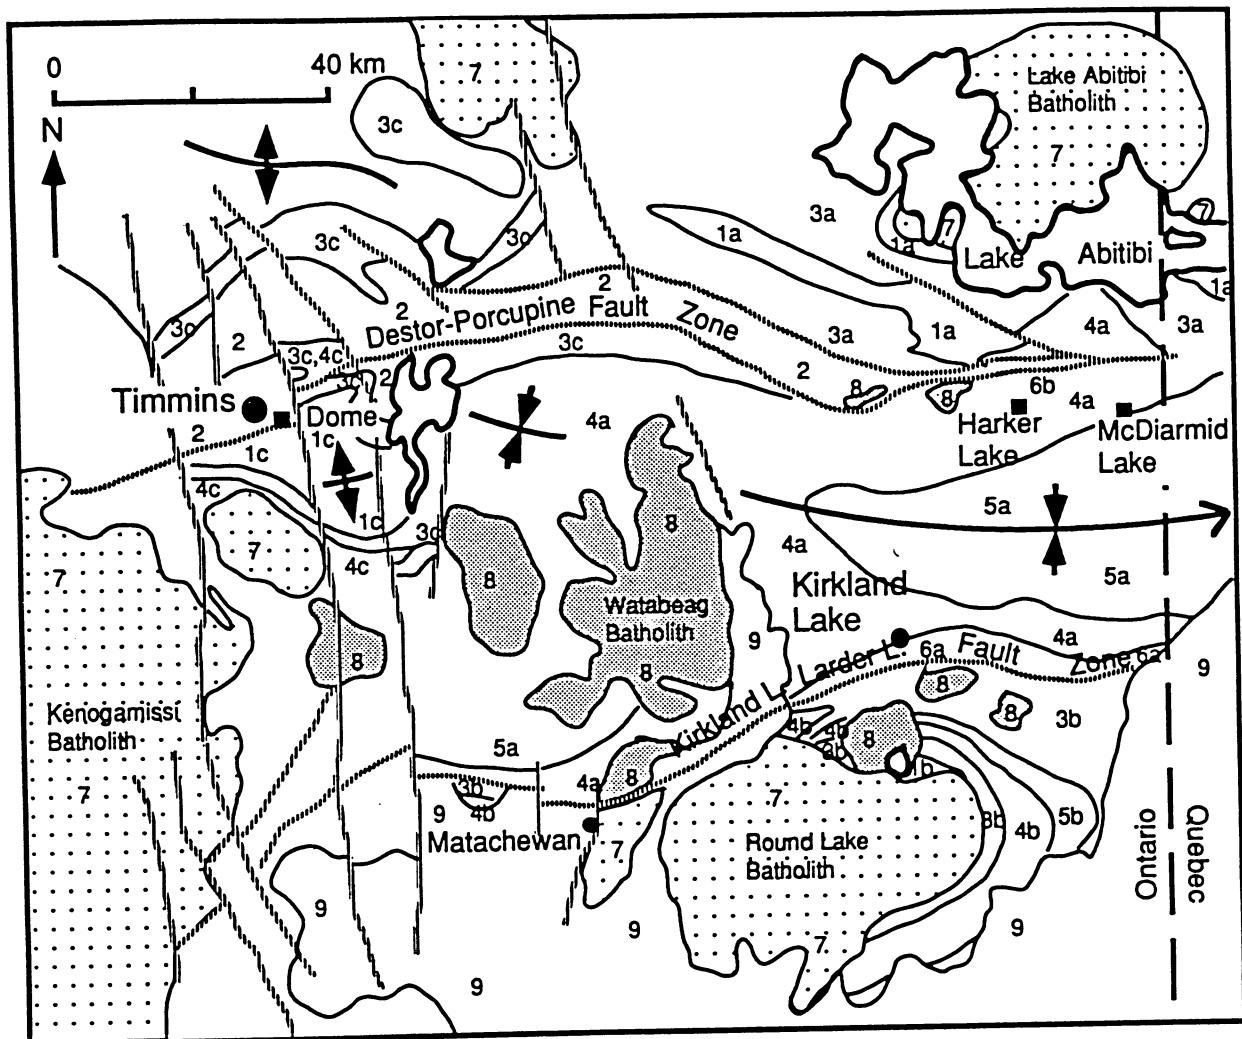 0 40 km
N
7
3c
Lake Abitibi
Batholith
7
3a
7
1a
1a
7
3c
3c
Lake
Abitibi
1a
2
2
Destor-Porcupine Fault Zone
3a
1a
4a
3a
3c
2
3c,4c
3c
3c
2
2
8
8
6b
4a
Timmins
Dome
4a
Harker
Lake
McDiarmid
Lake
2
1c
1c
4c
1c
3c
5a
8
4a
7
4c
7
8
Watabeag
Batholith
Kirkland
Lake
5a
8
9
4a
8
Kirkland L.-Larder L. Fault Zone
6a
6a
9
8
8
3b
Kenogamissi
Batholith
5a
4b
4b
3b
8
1b
7
3b
4b
9
4a
8
7
3b
4b
5b
Matachewan
7
Round Lake
Batholith
Ontario
Quebec
9
9
7
9
9